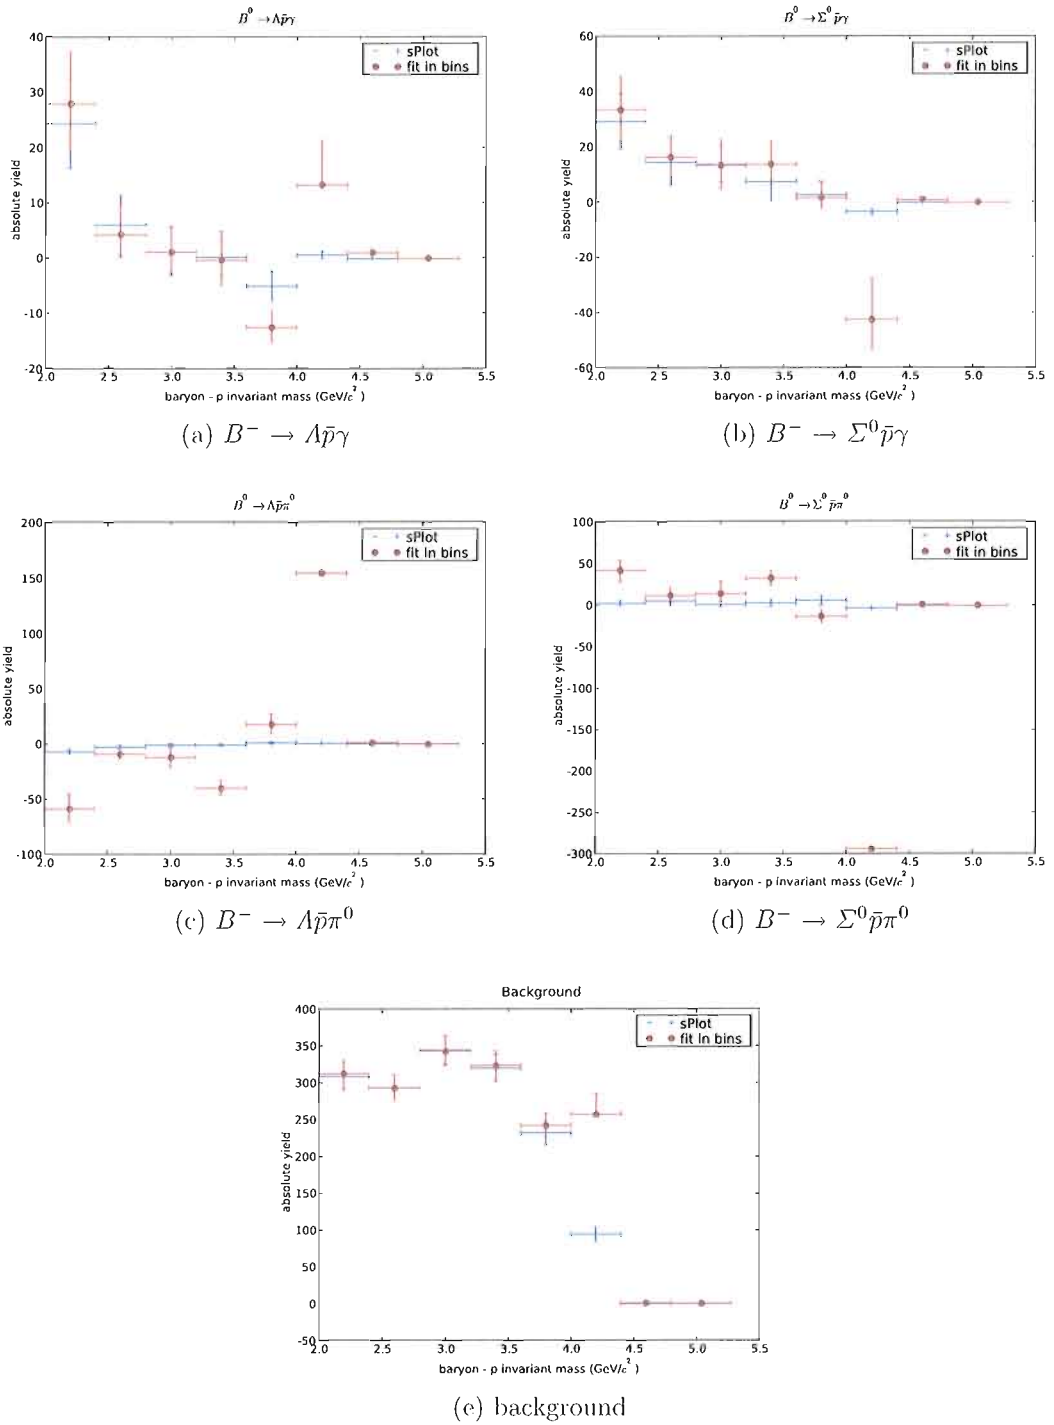 B⁰ → Λp̄γ
40
30
20
10
0
-10
-20
absolute yield
sPlot
fit in bins
2.0 2.5 3.0 3.5 4.0 4.5 5.0 5.5
baryon - p invariant mass (GeV/c²)
(a) B⁻ → Λp̄γ
B⁰ → Σ⁰p̄γ
60
40
20
0
-20
-40
-60
absolute yield
sPlot
fit in bins
2.0 2.5 3.0 3.5 4.0 4.5 5.0 5.5
baryon - p invariant mass (GeV/c²)
(b) B⁻ → Σ⁰p̄γ
B⁰ → Λp̄π⁰
200
150
100
50
0
-50
-100
absolute yield
sPlot
fit in bins
2.0 2.5 3.0 3.5 4.0 4.5 5.0 5.5
baryon - p invariant mass (GeV/c²)
(c) B⁻ → Λp̄π⁰
B⁰ → Σ⁰p̄π⁰
100
50
0
-50
-100
-150
-200
-250
-300
absolute yield
sPlot
fit in bins
2.0 2.5 3.0 3.5 4.0 4.5 5.0 5.5
baryon - p invariant mass (GeV/c²)
(d) B⁻ → Σ⁰p̄π⁰
Background
400
350
300
250
200
150
100
50
0
-50
absolute yield
sPlot
fit in bins
2.0 2.5 3.0 3.5 4.0 4.5 5.0 5.5
baryon - p invariant mass (GeV/c²)
(e) background